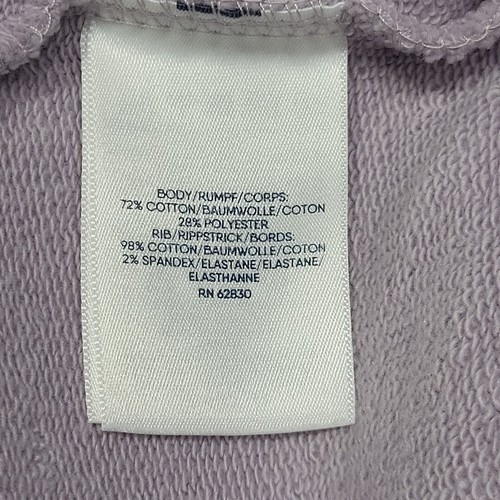 BODY/RUMPF/CORPS:
72% COTTON/BAUMWOLLE/COTON
28% POLYESTER
RIB/RIPPSTRICK/BORDS:
98% COTTON/BAUMWOLLE/COTON
2% SPANDEX/ELASTANE/ELASTANE/
ELASTHANNE
RN 62830